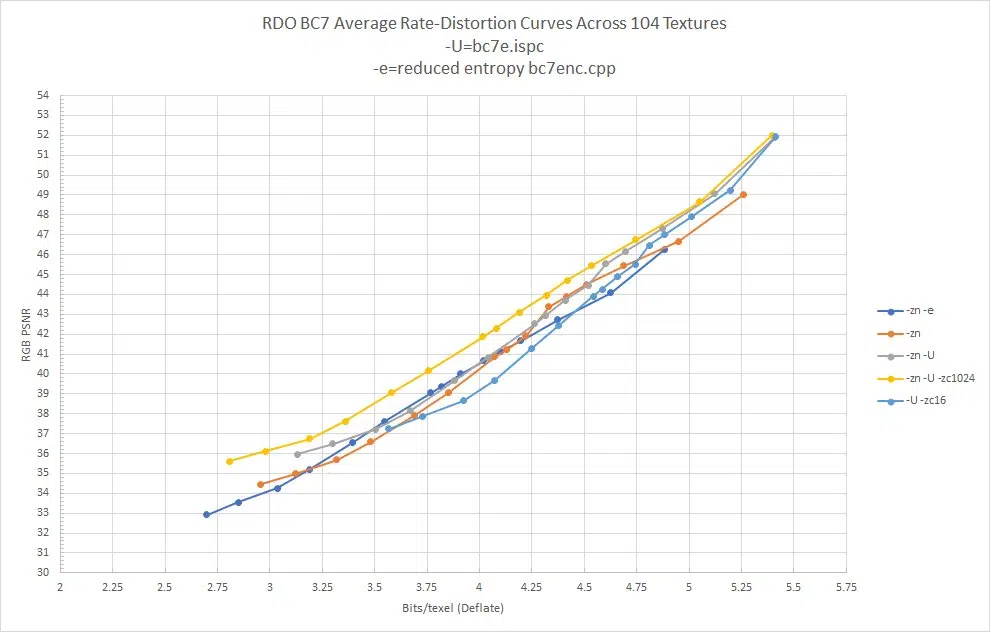 RDO BC7 Average Rate-Distortion Curves Across 104 Textures
-U=bc7e.ispc
-e=reduced entropy bc7enc.cpp
54
53
52
51
50
49
48
47
46
45
44
43
42
41
40
39
38
37
36
35
34
33
32
31
30
RGB PSNR
2 2.25 2.5 2.75 3 3.25 3.5 3.75 4 4.25 4.5 4.75 5 5.25 5.5 5.75
Bits/texel (Deflate)
-zn -e
-zn
-zn -U
-zn -U -zc1024
-U -zc16